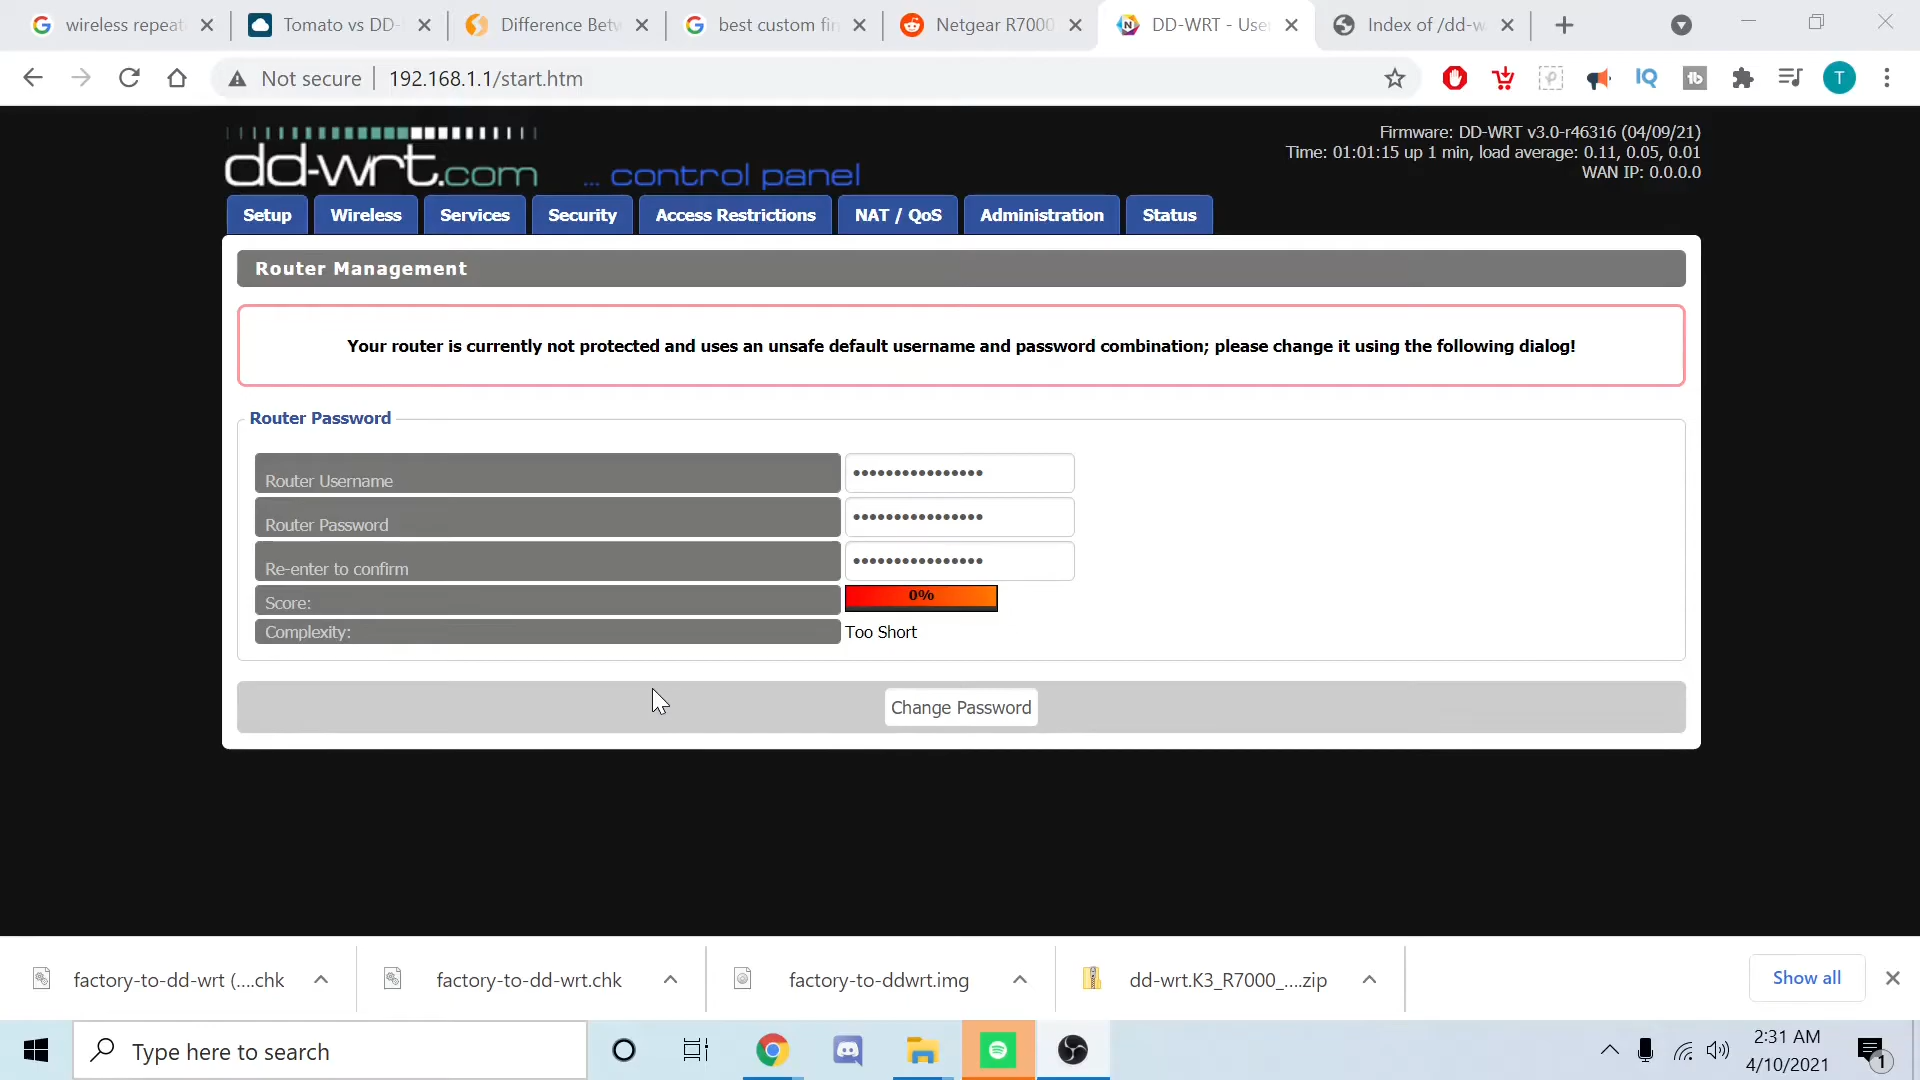 wireless repeat
Tomato vs DD-
Difference Betw
best custom fir
Netgear R7000
DD-WRT - Use
Index of /dd-w
Not secure
192.168.1.1/start.htm
IQ
tb
T
dd-wrt.com
... control panel
Firmware: DD-WRT v3.0-r46316 (04/09/21)
Time: 01:01:15 up 1 min, load average: 0.11, 0.05, 0.01
WAN IP: 0.0.0.0
Setup
Wireless
Services
Security
Access Restrictions
NAT / QoS
Administration
Status
Router Management
Your router is currently not protected and uses an unsafe default username and password combination; please change it using the following dialog!
Router Password
Router Username
••••••••••••••••
Router Password
••••••••••••••••
Re-enter to confirm
••••••••••••••••
Score:
0%
Complexity:
Too Short
Change Password
factory-to-dd-wrt (....chk
factory-to-dd-wrt.chk
factory-to-ddwrt.img
dd-wrt.K3_R7000_....zip
Show all
Type here to search
2:31 AM
4/10/2021
1